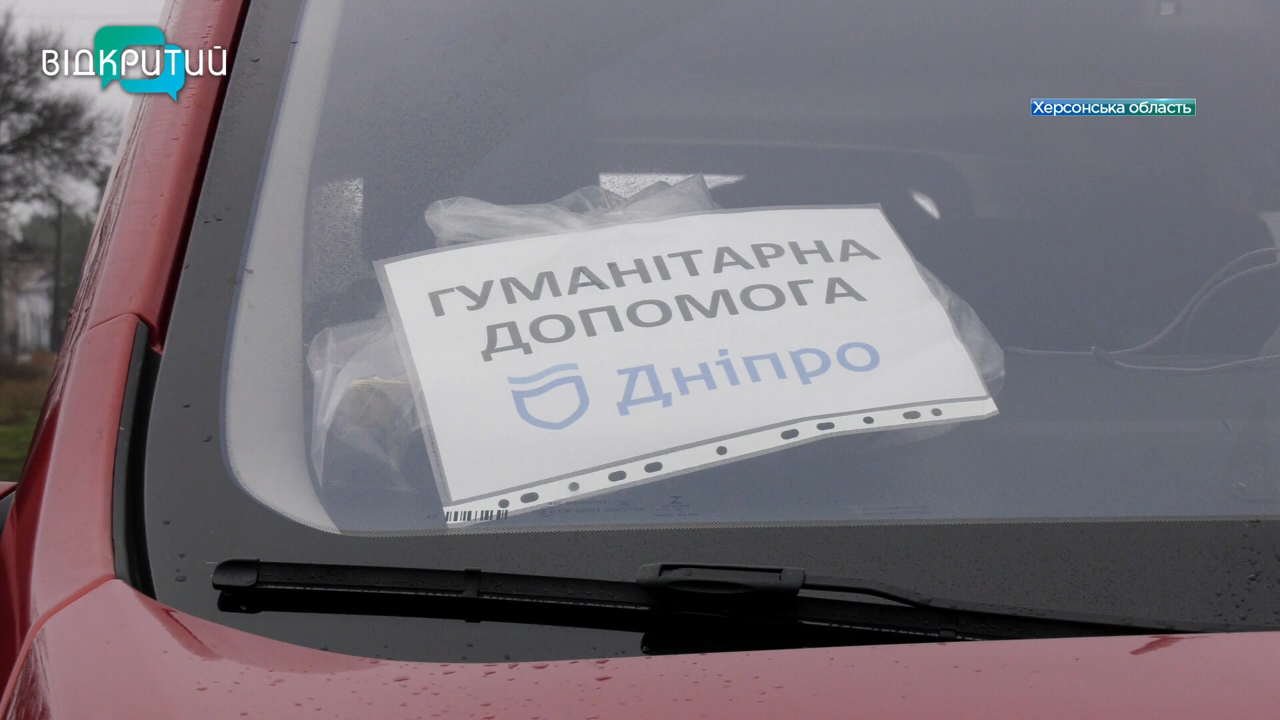 ВІДКРИТИЙ
Херсонська область
ГУМАНІТАРНА
ДОПОМОГА
Дніпро